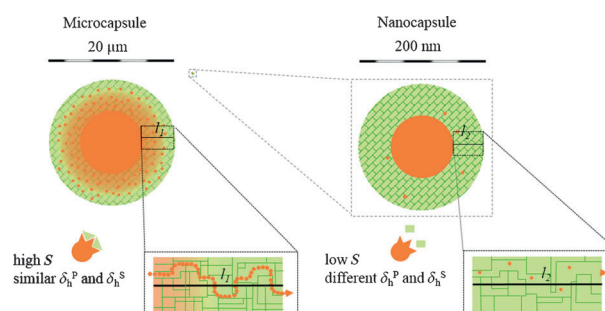 Microcapsule
20 μm
l1
high S
similar δhP and δhS
l1
Nanocapsule
200 nm
l2
low S
different δhP and δhS
l2